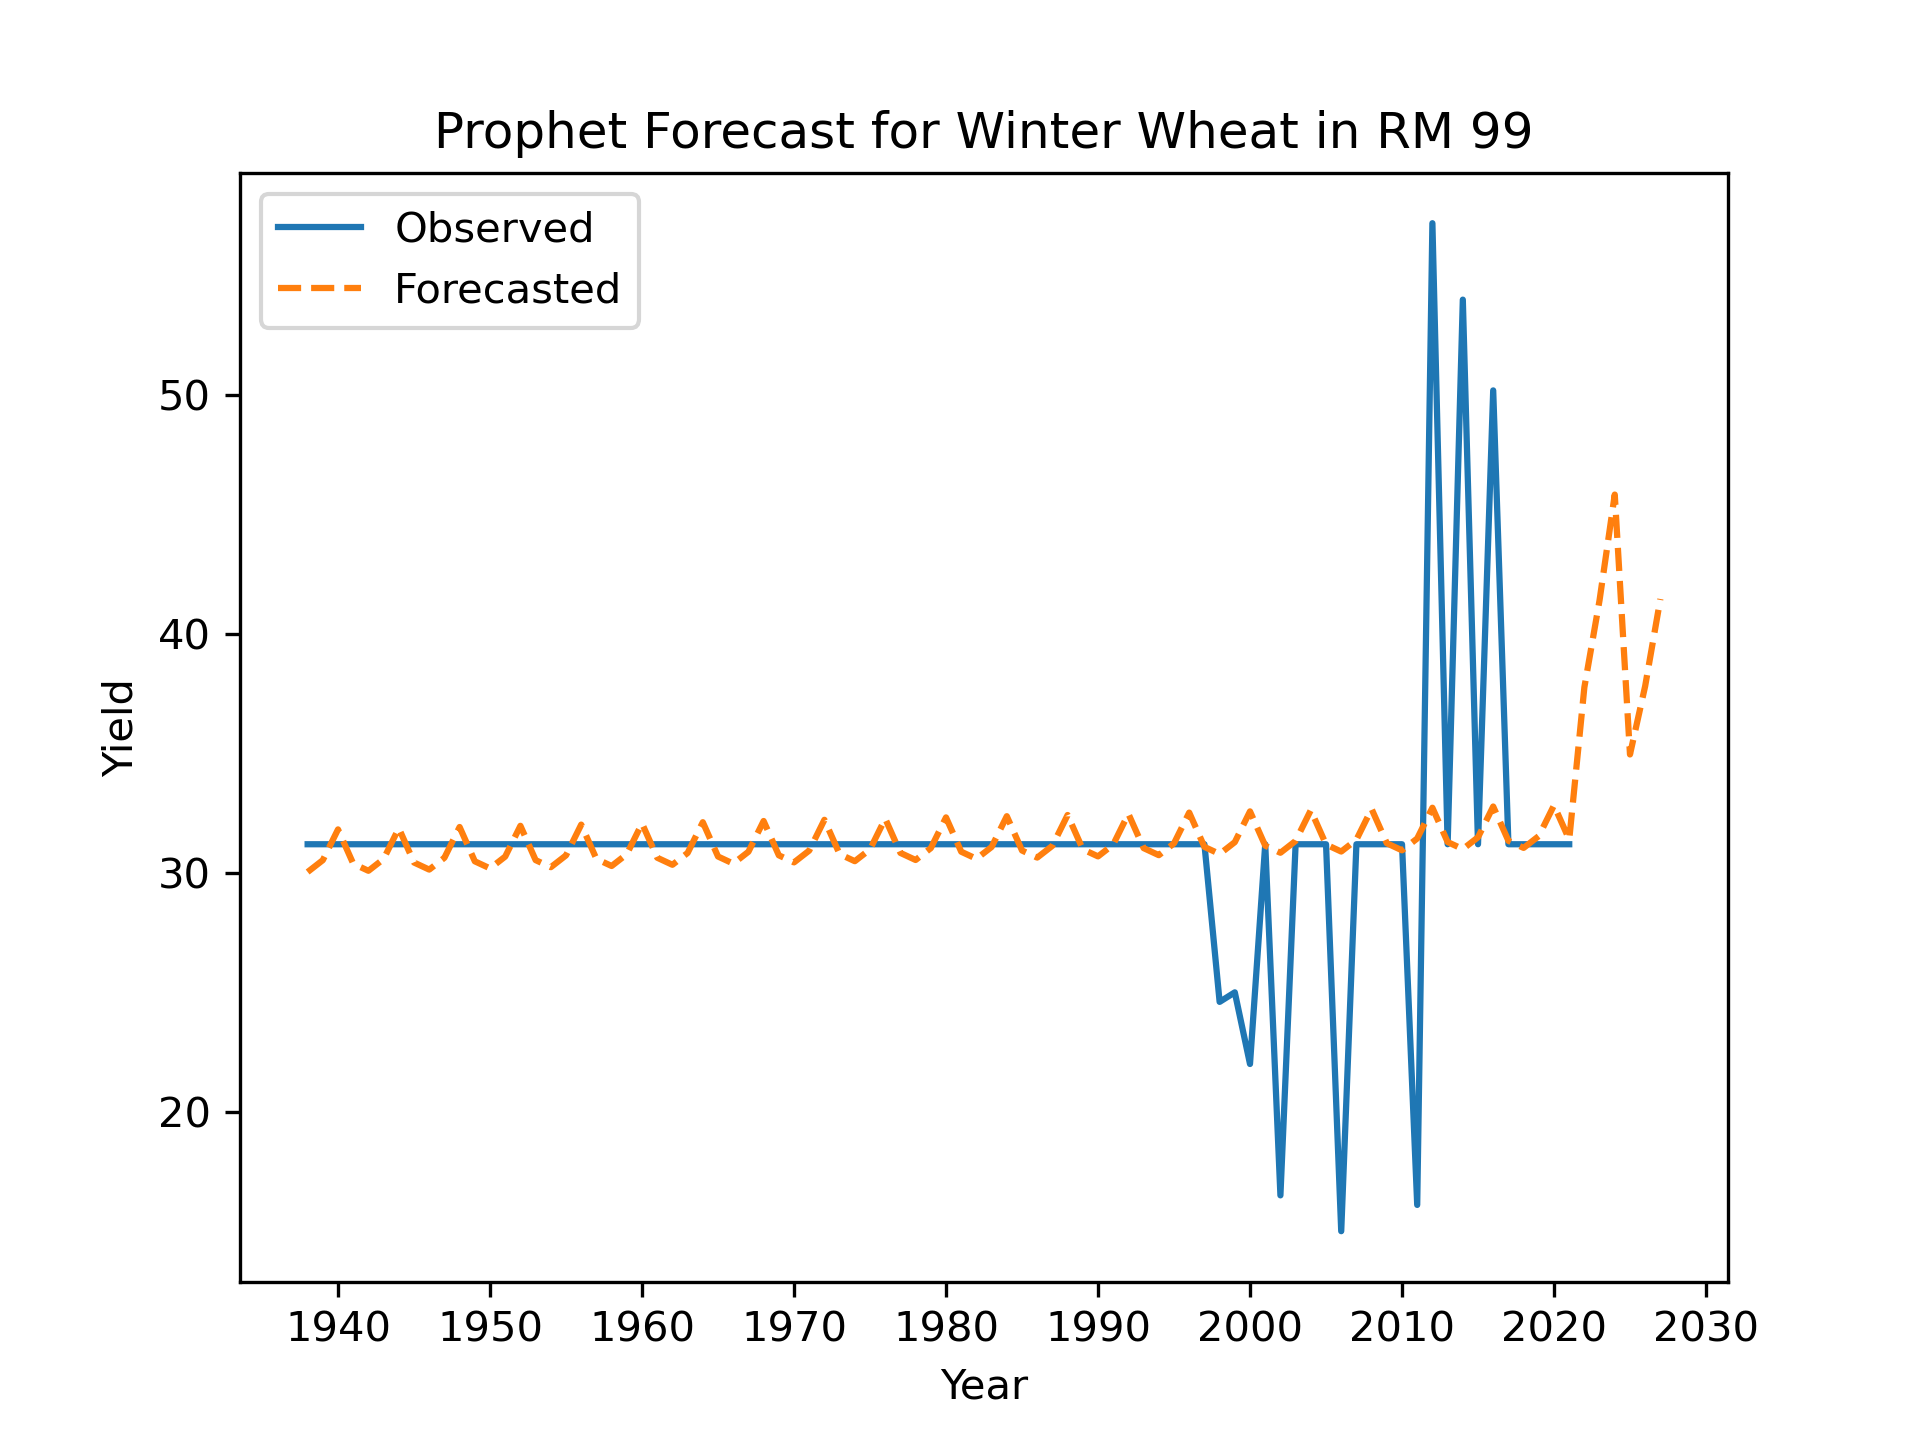 Prophet Forecast for Winter Wheat in RM 99
Observed
Forecasted
50
40
30
20
Yield
1940 1950 1960 1970 1980 1990 2000 2010 2020 2030
Year